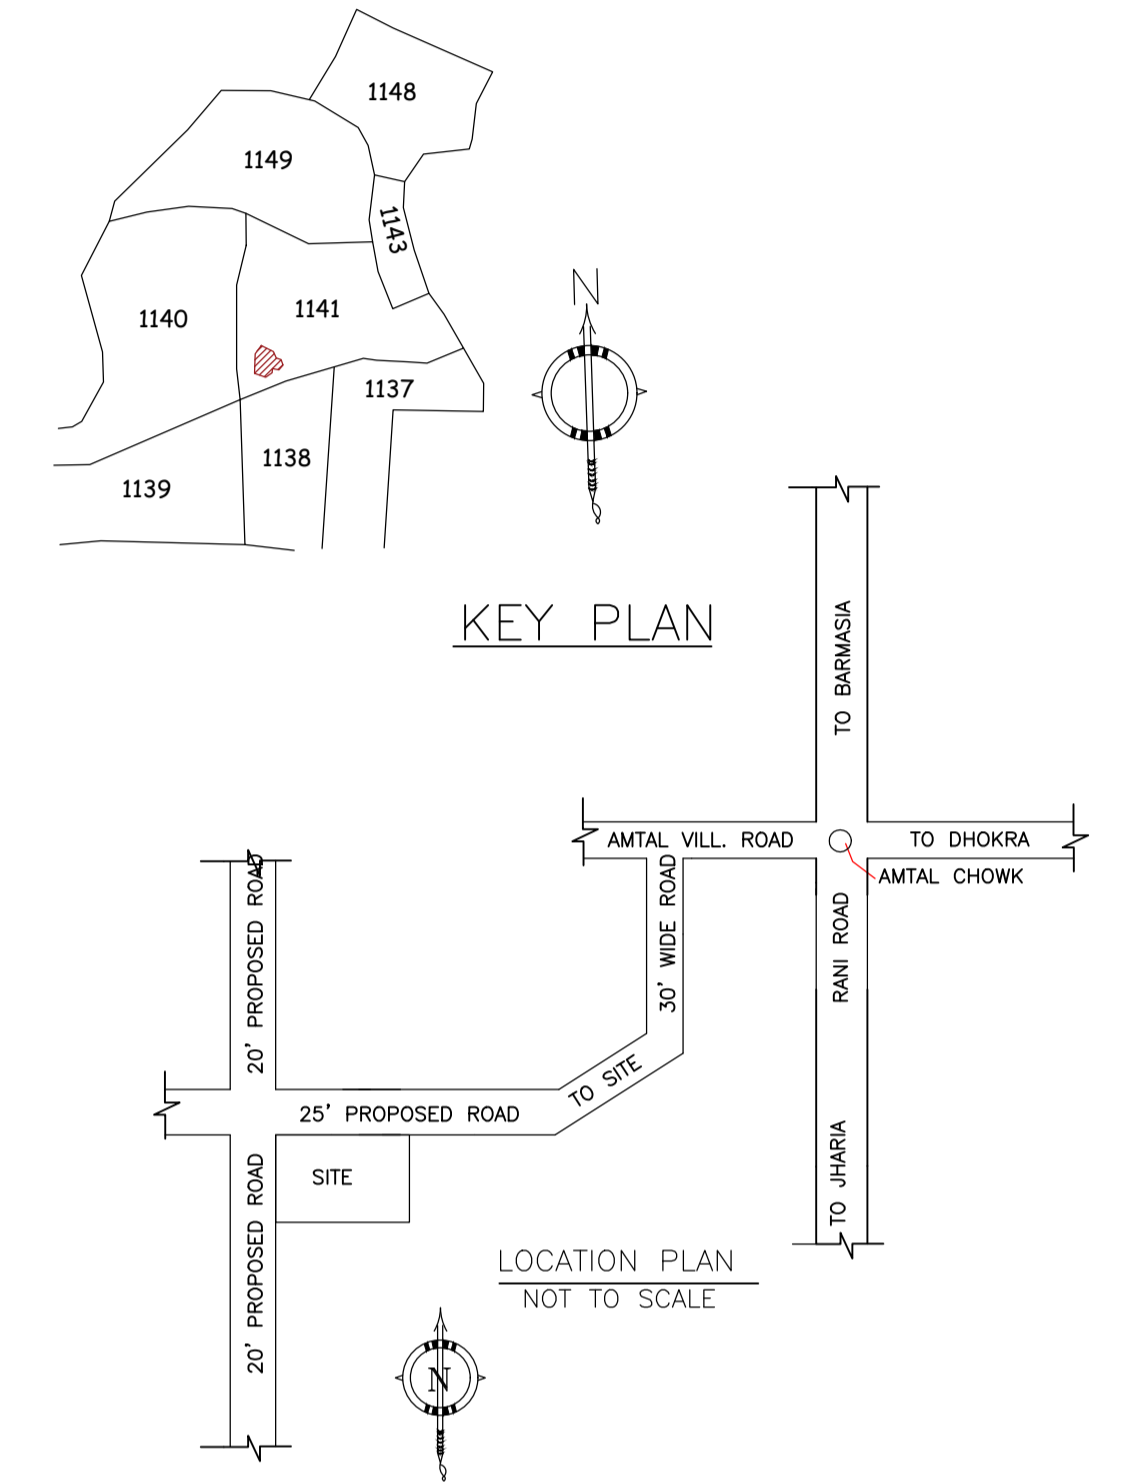 1148
1149
1143
1140
1141
1137
1138
1139
N
KEY PLAN
TO BARMASIA
AMTAL VILL. ROAD
TO DHOKRA
AMTAL CHOWK
30' WIDE ROAD
RANI ROAD
20' PROPOSED ROAD
TO SITE
25' PROPOSED ROAD
SITE
20' PROPOSED ROAD
TO JHARIA
LOCATION PLAN
NOT TO SCALE
N